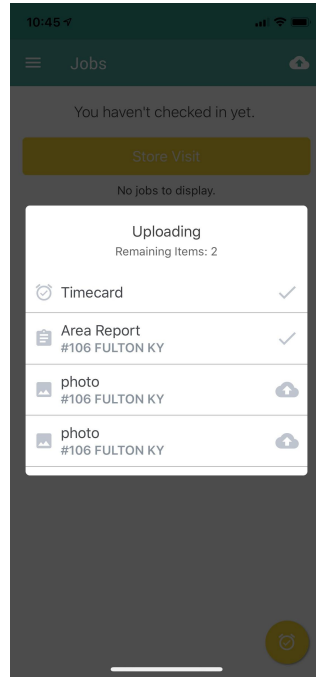 10:45
Jobs
You haven't checked in yet.
Store Visit
No jobs to display.
Uploading
Remaining Items: 2
Timecard
Area Report
#106 FULTON KY
photo
#106 FULTON KY
photo
#106 FULTON KY